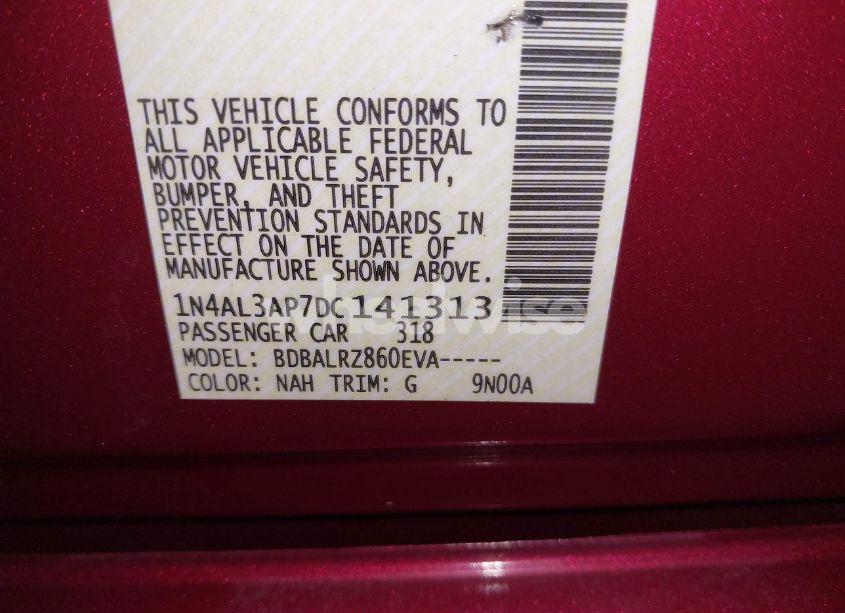 THIS VEHICLE CONFORMS TO
ALL APPLICABLE FEDERAL
MOTOR VEHICLE SAFETY,
BUMPER, AND THEFT
PREVENTION STANDARDS IN
EFFECT ON THE DATE OF
MANUFACTURE SHOWN ABOVE.
1N4AL3AP7DC141313
PASSENGER CAR 318
MODEL: BDBALRZ860EVA-----
COLOR: NAH TRIM: G 9N00A
wheelwise